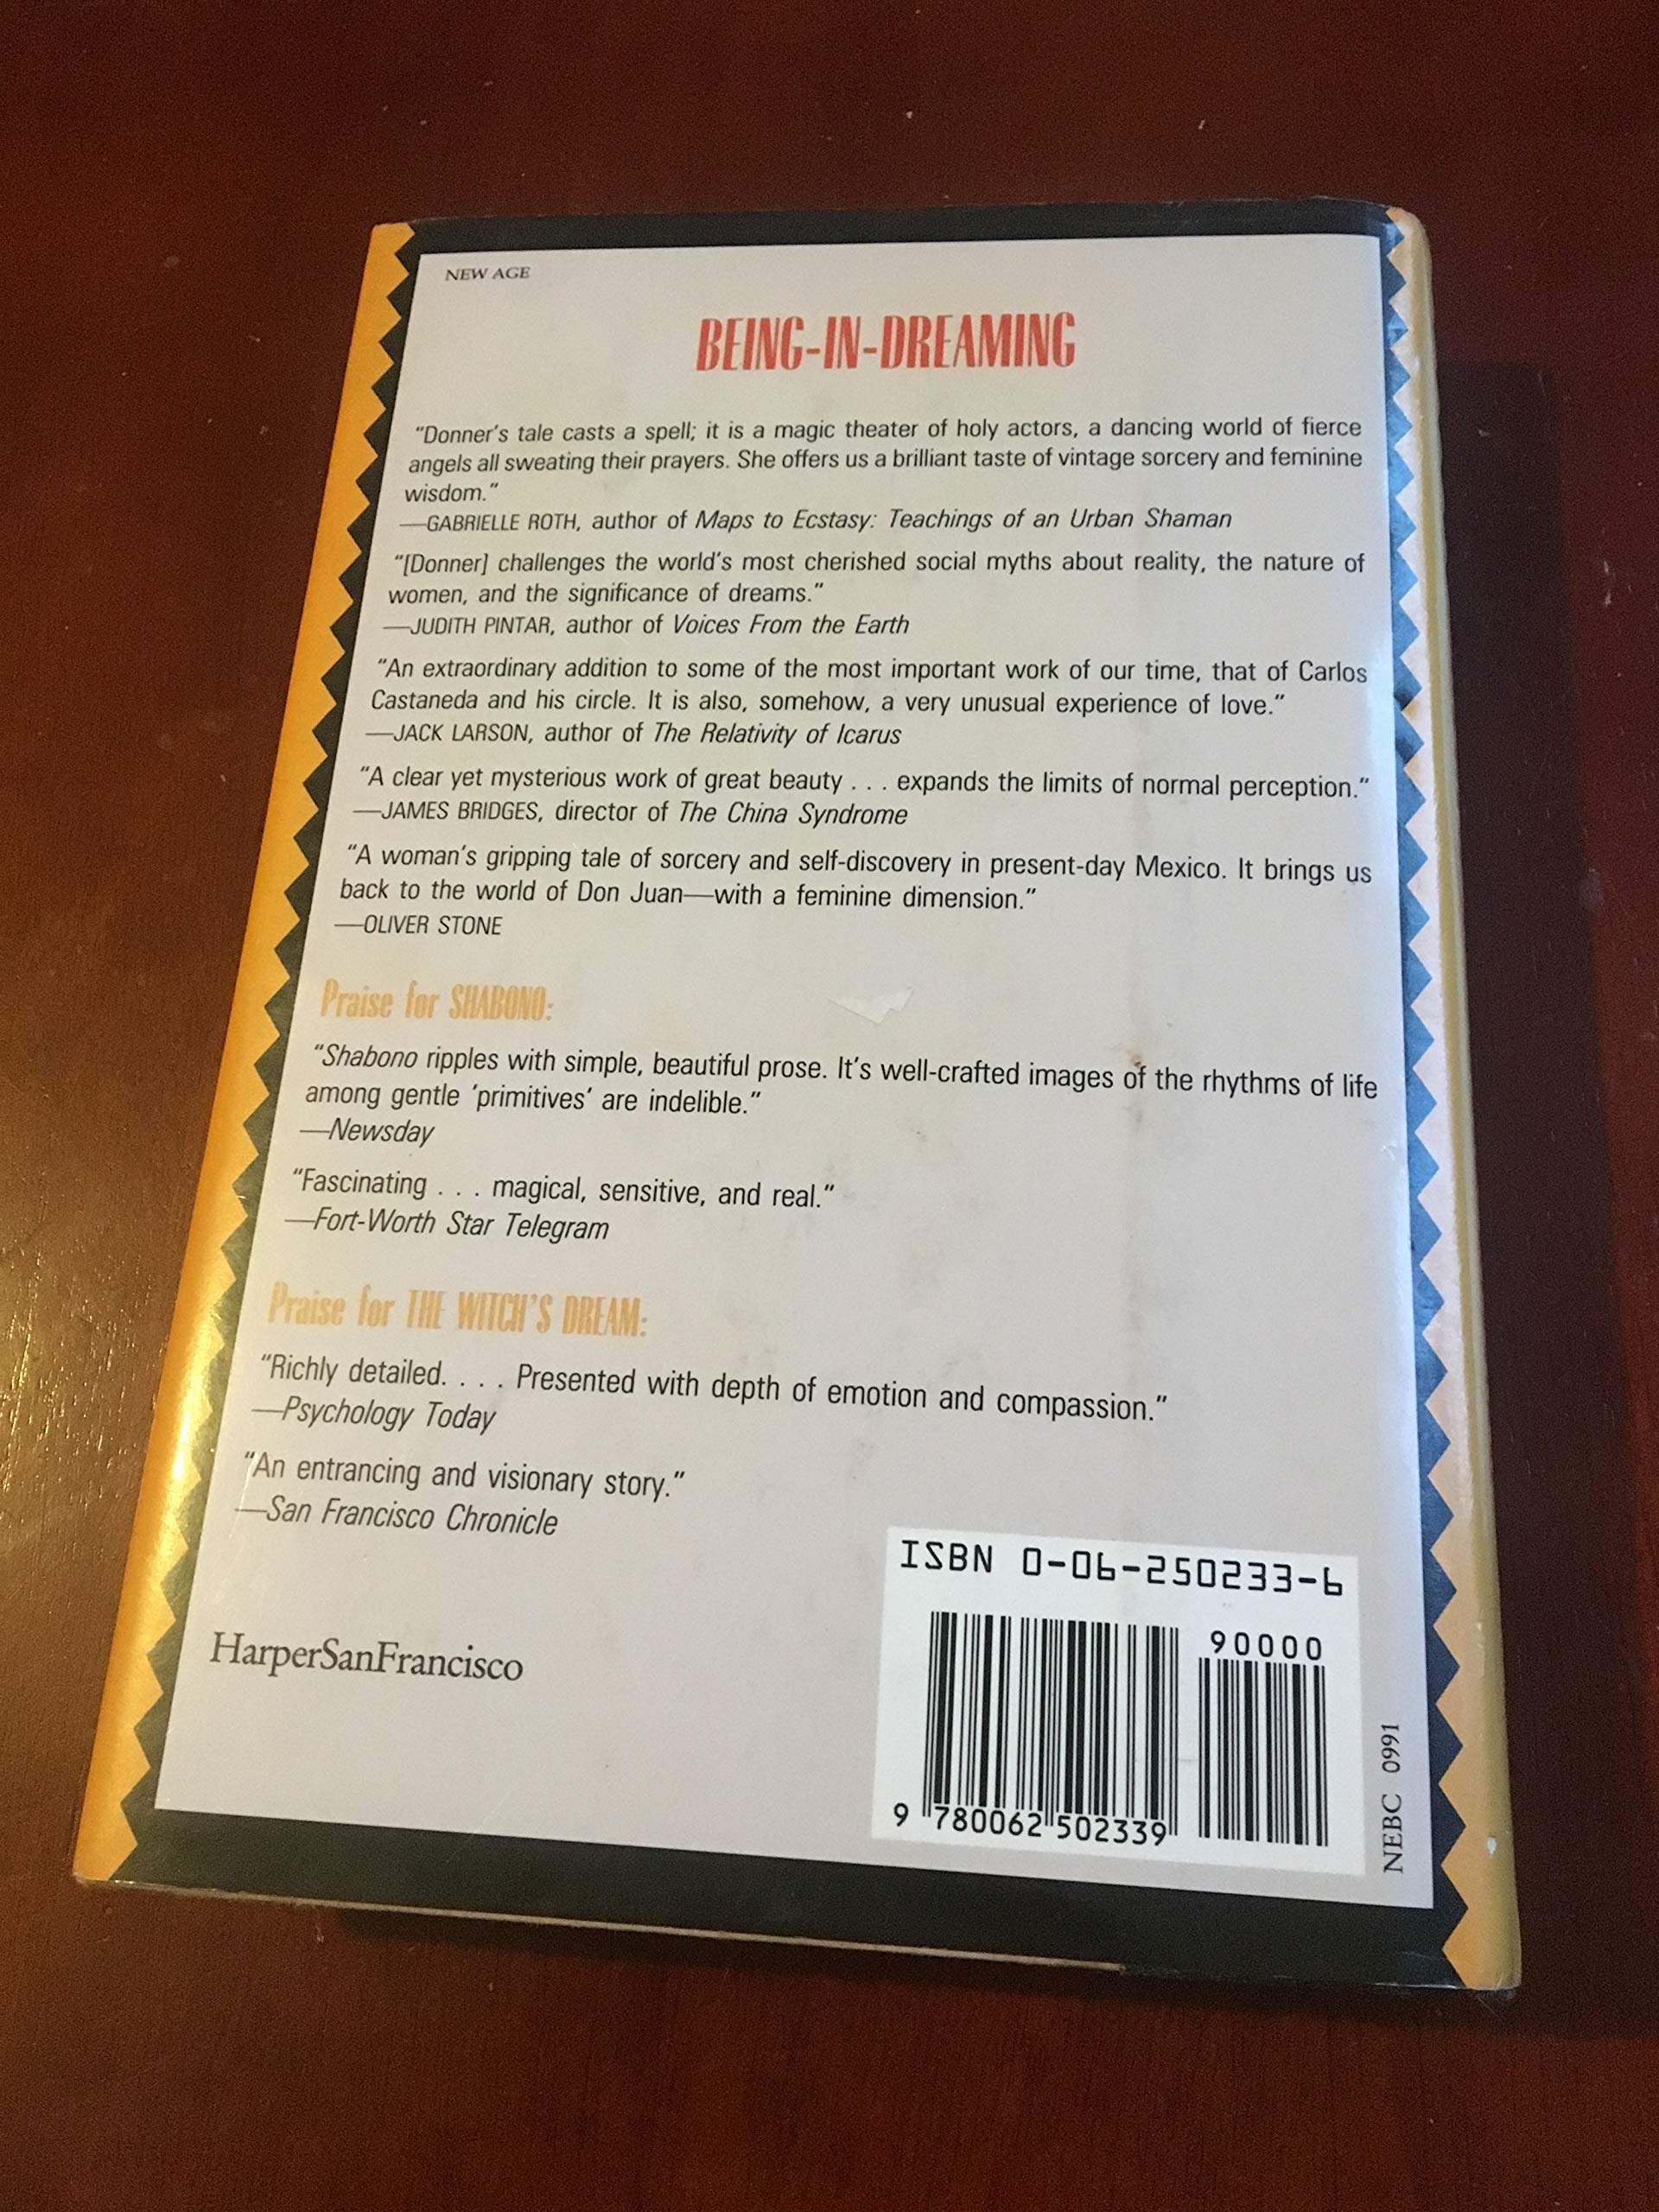 NEW AGE
BEING-IN-DREAMING
“Donner’s tale casts a spell; it is a magic theater of holy actors, a dancing world of fierce
angels all sweating their prayers. She offers us a brilliant taste of vintage sorcery and feminine
wisdom.”
—GABRIELLE ROTH, author of Maps to Ecstasy: Teachings of an Urban Shaman
“[Donner] challenges the world’s most cherished social myths about reality, the nature of
women, and the significance of dreams.”
—JUDITH PINTAR, author of Voices From the Earth
“An extraordinary addition to some of the most important work of our time, that of Carlos
Castaneda and his circle. It is also, somehow, a very unusual experience of love.”
—JACK LARSON, author of The Relativity of Icarus
“A clear yet mysterious work of great beauty . . . expands the limits of normal perception.”
—JAMES BRIDGES, director of The China Syndrome
“A woman’s gripping tale of sorcery and self-discovery in present-day Mexico. It brings us
back to the world of Don Juan—with a feminine dimension.”
—OLIVER STONE
Praise for SHABONO:
“Shabono ripples with simple, beautiful prose. It’s well-crafted images of the rhythms of life
among gentle ‘primitives’ are indelible.”
—Newsday
“Fascinating . . . magical, sensitive, and real.”
—Fort-Worth Star Telegram
Praise for THE WITCH’S DREAM:
“Richly detailed. . . . Presented with depth of emotion and compassion.”
—Psychology Today
“An entrancing and visionary story.”
—San Francisco Chronicle
ISBN 0-06-250233-6
90000
HarperSanFrancisco
9 780062 502339
NEBC 0991